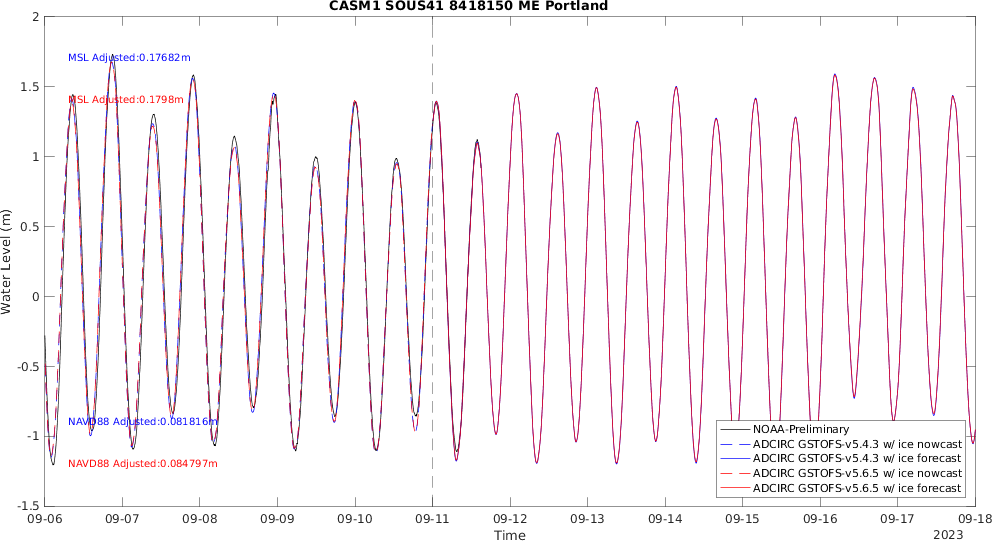 CASM1 SOUS41 8418150 ME Portland
2
1.5
1
0.5
0
-0.5
-1
-1.5
Water Level (m)
MSL Adjusted:0.17682m
MSL Adjusted:0.1798m
NAVD88 Adjusted:0.081816m
NAVD88 Adjusted:0.084797m
NOAA-Preliminary
ADCIRC GSTOFS-v5.4.3 w/ ice nowcast
ADCIRC GSTOFS-v5.4.3 w/ ice forecast
ADCIRC GSTOFS-v5.6.5 w/ ice nowcast
ADCIRC GSTOFS-v5.6.5 w/ ice forecast
09-06 09-07 09-08 09-09 09-10 09-11 09-12 09-13 09-14 09-15 09-16 09-17 09-18
Time
2023